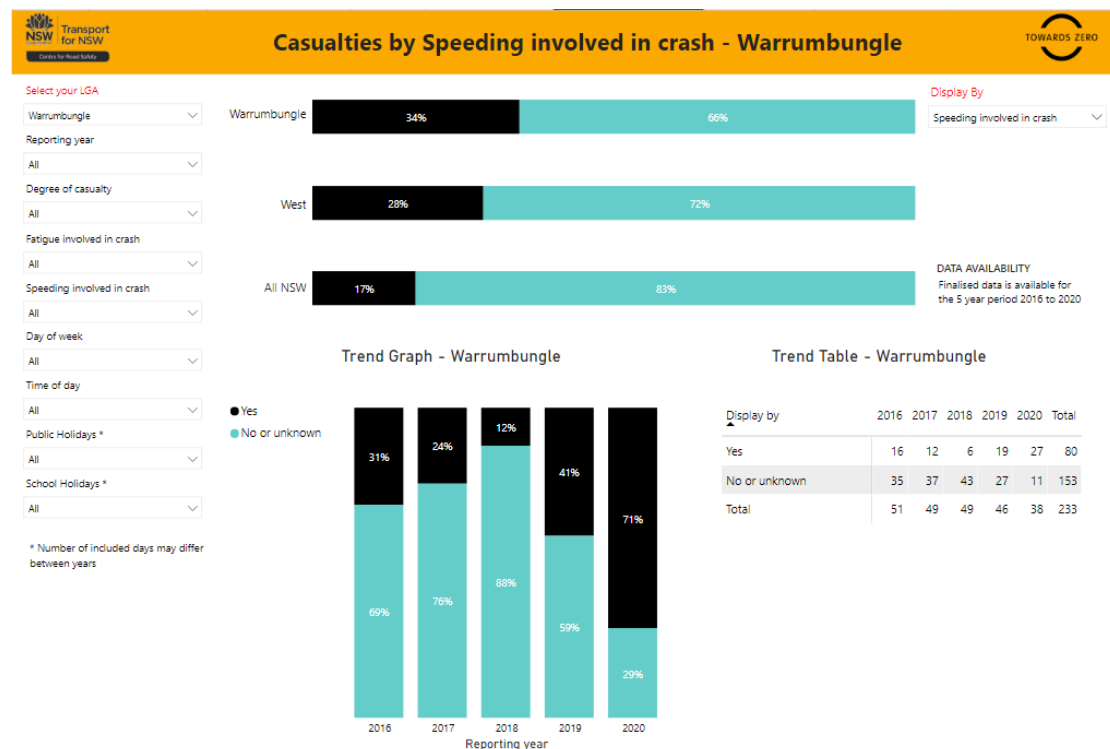 NSW
Transport
for NSW
Centre for Road Safety
Casualties by Speeding involved in crash - Warrumbungle
TOWARDS ZERO
Select your LGA
Warrumbungle
Reporting year
All
Degree of casualty
All
Fatigue involved in crash
All
Speeding involved in crash
All
Day of week
All
Time of day
All
Public Holidays *
All
School Holidays *
All
* Number of included days may differ
between years
Warrumbungle 34% 66%
West 28% 72%
All NSW 17% 83%
Display By
Speeding involved in crash
DATA AVAILABILITY
Finalised data is available for
the 5 year period 2016 to 2020
Trend Graph - Warrumbungle
Yes
No or unknown
31% 24% 12% 41% 71%
69% 76% 88% 59% 29%
2016 2017 2018 2019 2020
Reporting year
Trend Table - Warrumbungle
Display by 2016 2017 2018 2019 2020 Total
Yes 16 12 6 19 27 80
No or unknown 35 37 43 27 11 153
Total 51 49 49 46 38 233